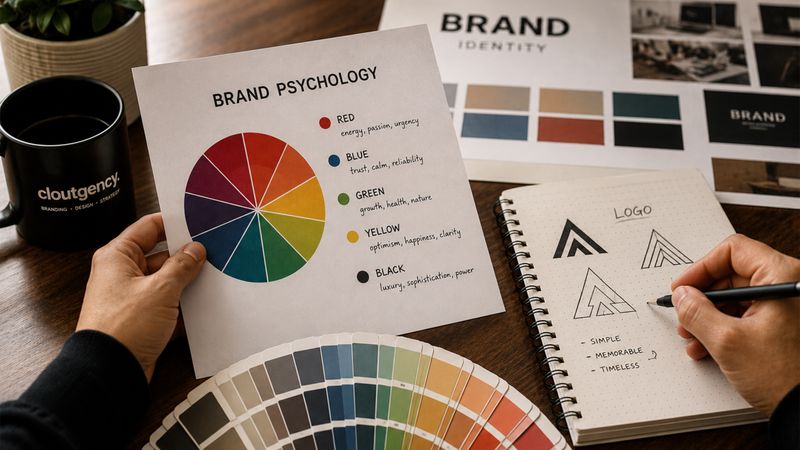 BRAND PSYCHOLOGY
RED
energy, passion, urgency
BLUE
trust, calm, reliability
GREEN
growth, health, nature
YELLOW
optimism, happiness, clarity
BLACK
luxury, sophistication, power
cloutgency.
BRANDING • DESIGN • STRATEGY
BRAND
IDENTITY
BRAND
LOGO
- SIMPLE
- MEMORABLE
- TIMELESS